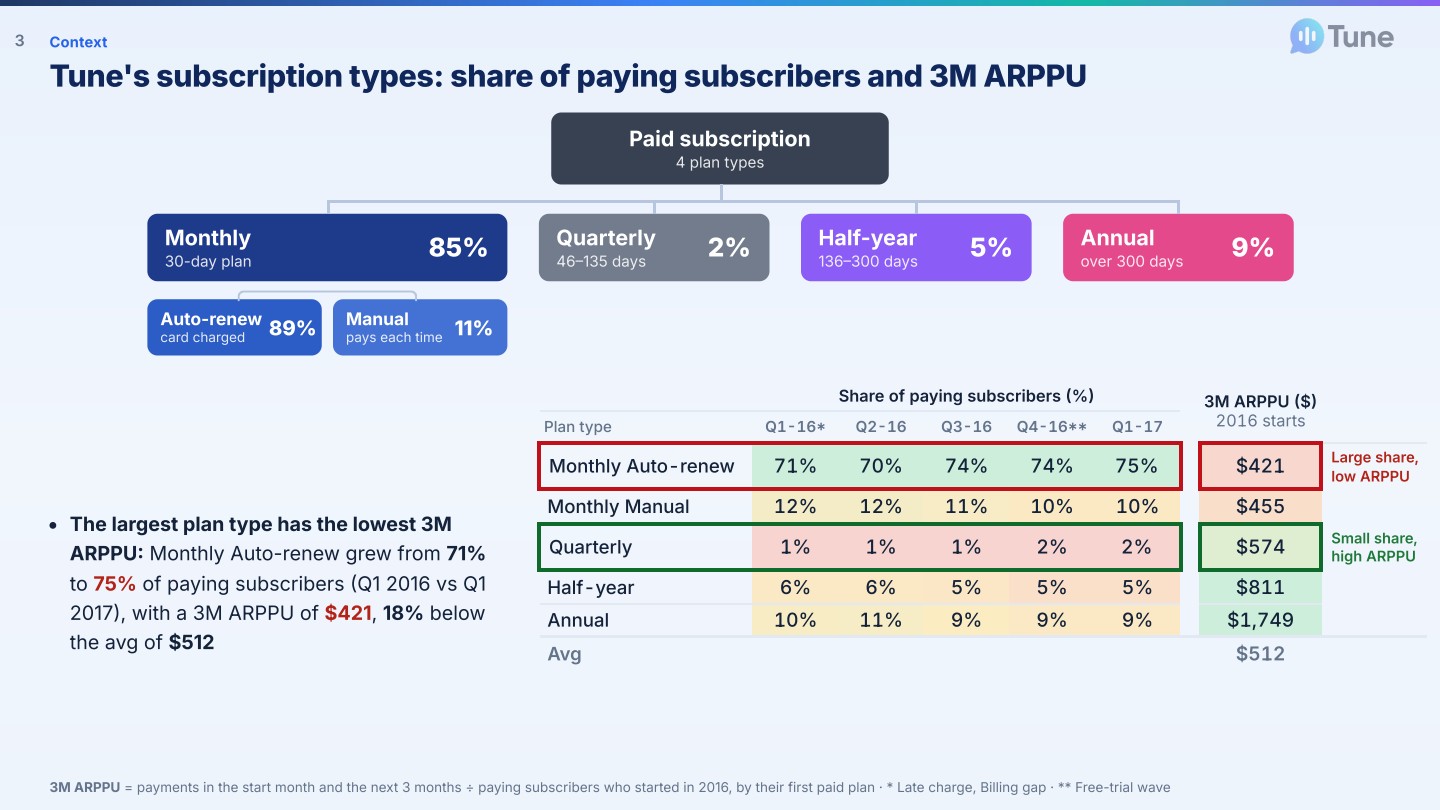 3
Context
Tune
Tune's subscription types: share of paying subscribers and 3M ARPPU
Paid subscription
4 plan types
Monthly
30-day plan
85%
Quarterly
46–135 days
2%
Half-year
136–300 days
5%
Annual
over 300 days
9%
Auto-renew
card charged
89%
Manual
pays each time
11%
Share of paying subscribers (%)
3M ARPPU ($)
2016 starts
Plan type Q1-16* Q2-16 Q3-16 Q4-16** Q1-17
Monthly Auto-renew 71% 70% 74% 74% 75% $421
Large share,
low ARPPU
Monthly Manual 12% 12% 11% 10% 10% $455
Quarterly 1% 1% 1% 2% 2% $574
Small share,
high ARPPU
Half-year 6% 6% 5% 5% 5% $811
Annual 10% 11% 9% 9% 9% $1,749
Avg $512
• The largest plan type has the lowest 3M
ARPPU: Monthly Auto-renew grew from 71%
to 75% of paying subscribers (Q1 2016 vs Q1
2017), with a 3M ARPPU of $421, 18% below
the avg of $512
3M ARPPU = payments in the start month and the next 3 months ÷ paying subscribers who started in 2016, by their first paid plan · * Late charge, Billing gap · ** Free-trial wave